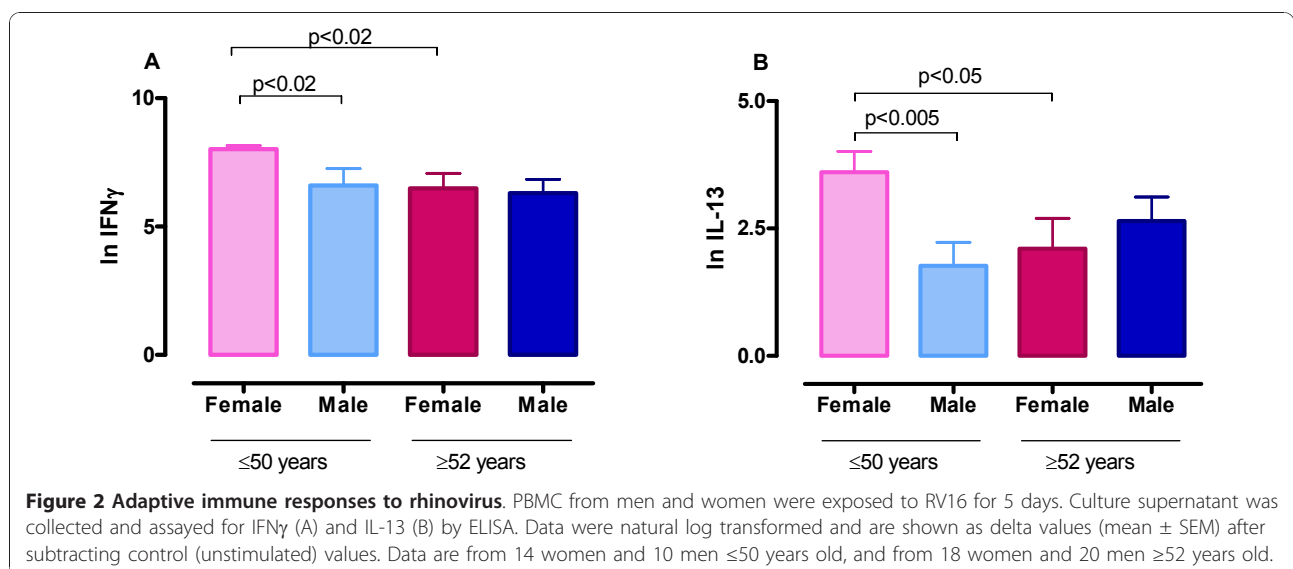 A
p<0.02
p<0.02
10
5
0
ln IFNγ
Female Male Female Male
≤50 years ≥52 years
B
p<0.05
p<0.005
5.0
2.5
0.0
ln IL-13
Female Male Female Male
≤50 years ≥52 years
Figure 2 Adaptive immune responses to rhinovirus. PBMC from men and women were exposed to RV16 for 5 days. Culture supernatant was
collected and assayed for IFNγ (A) and IL-13 (B) by ELISA. Data were natural log transformed and are shown as delta values (mean ± SEM) after
subtracting control (unstimulated) values. Data are from 14 women and 10 men ≤50 years old, and from 18 women and 20 men ≥52 years old.